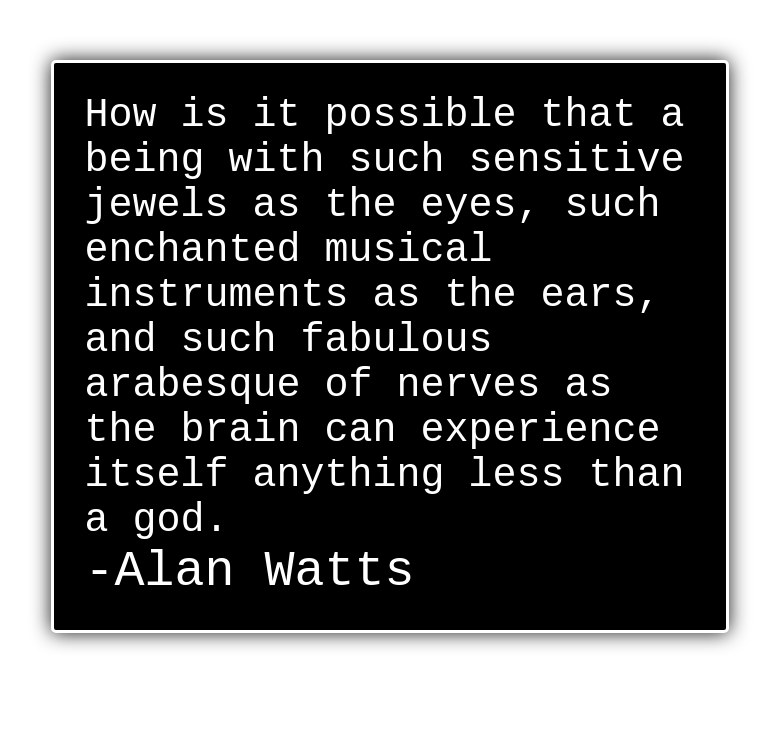 How is it possible that a
being with such sensitive
jewels as the eyes, such
enchanted musical
instruments as the ears,
and such fabulous
arabesque of nerves as
the brain can experience
itself anything less than
a god.
-Alan Watts